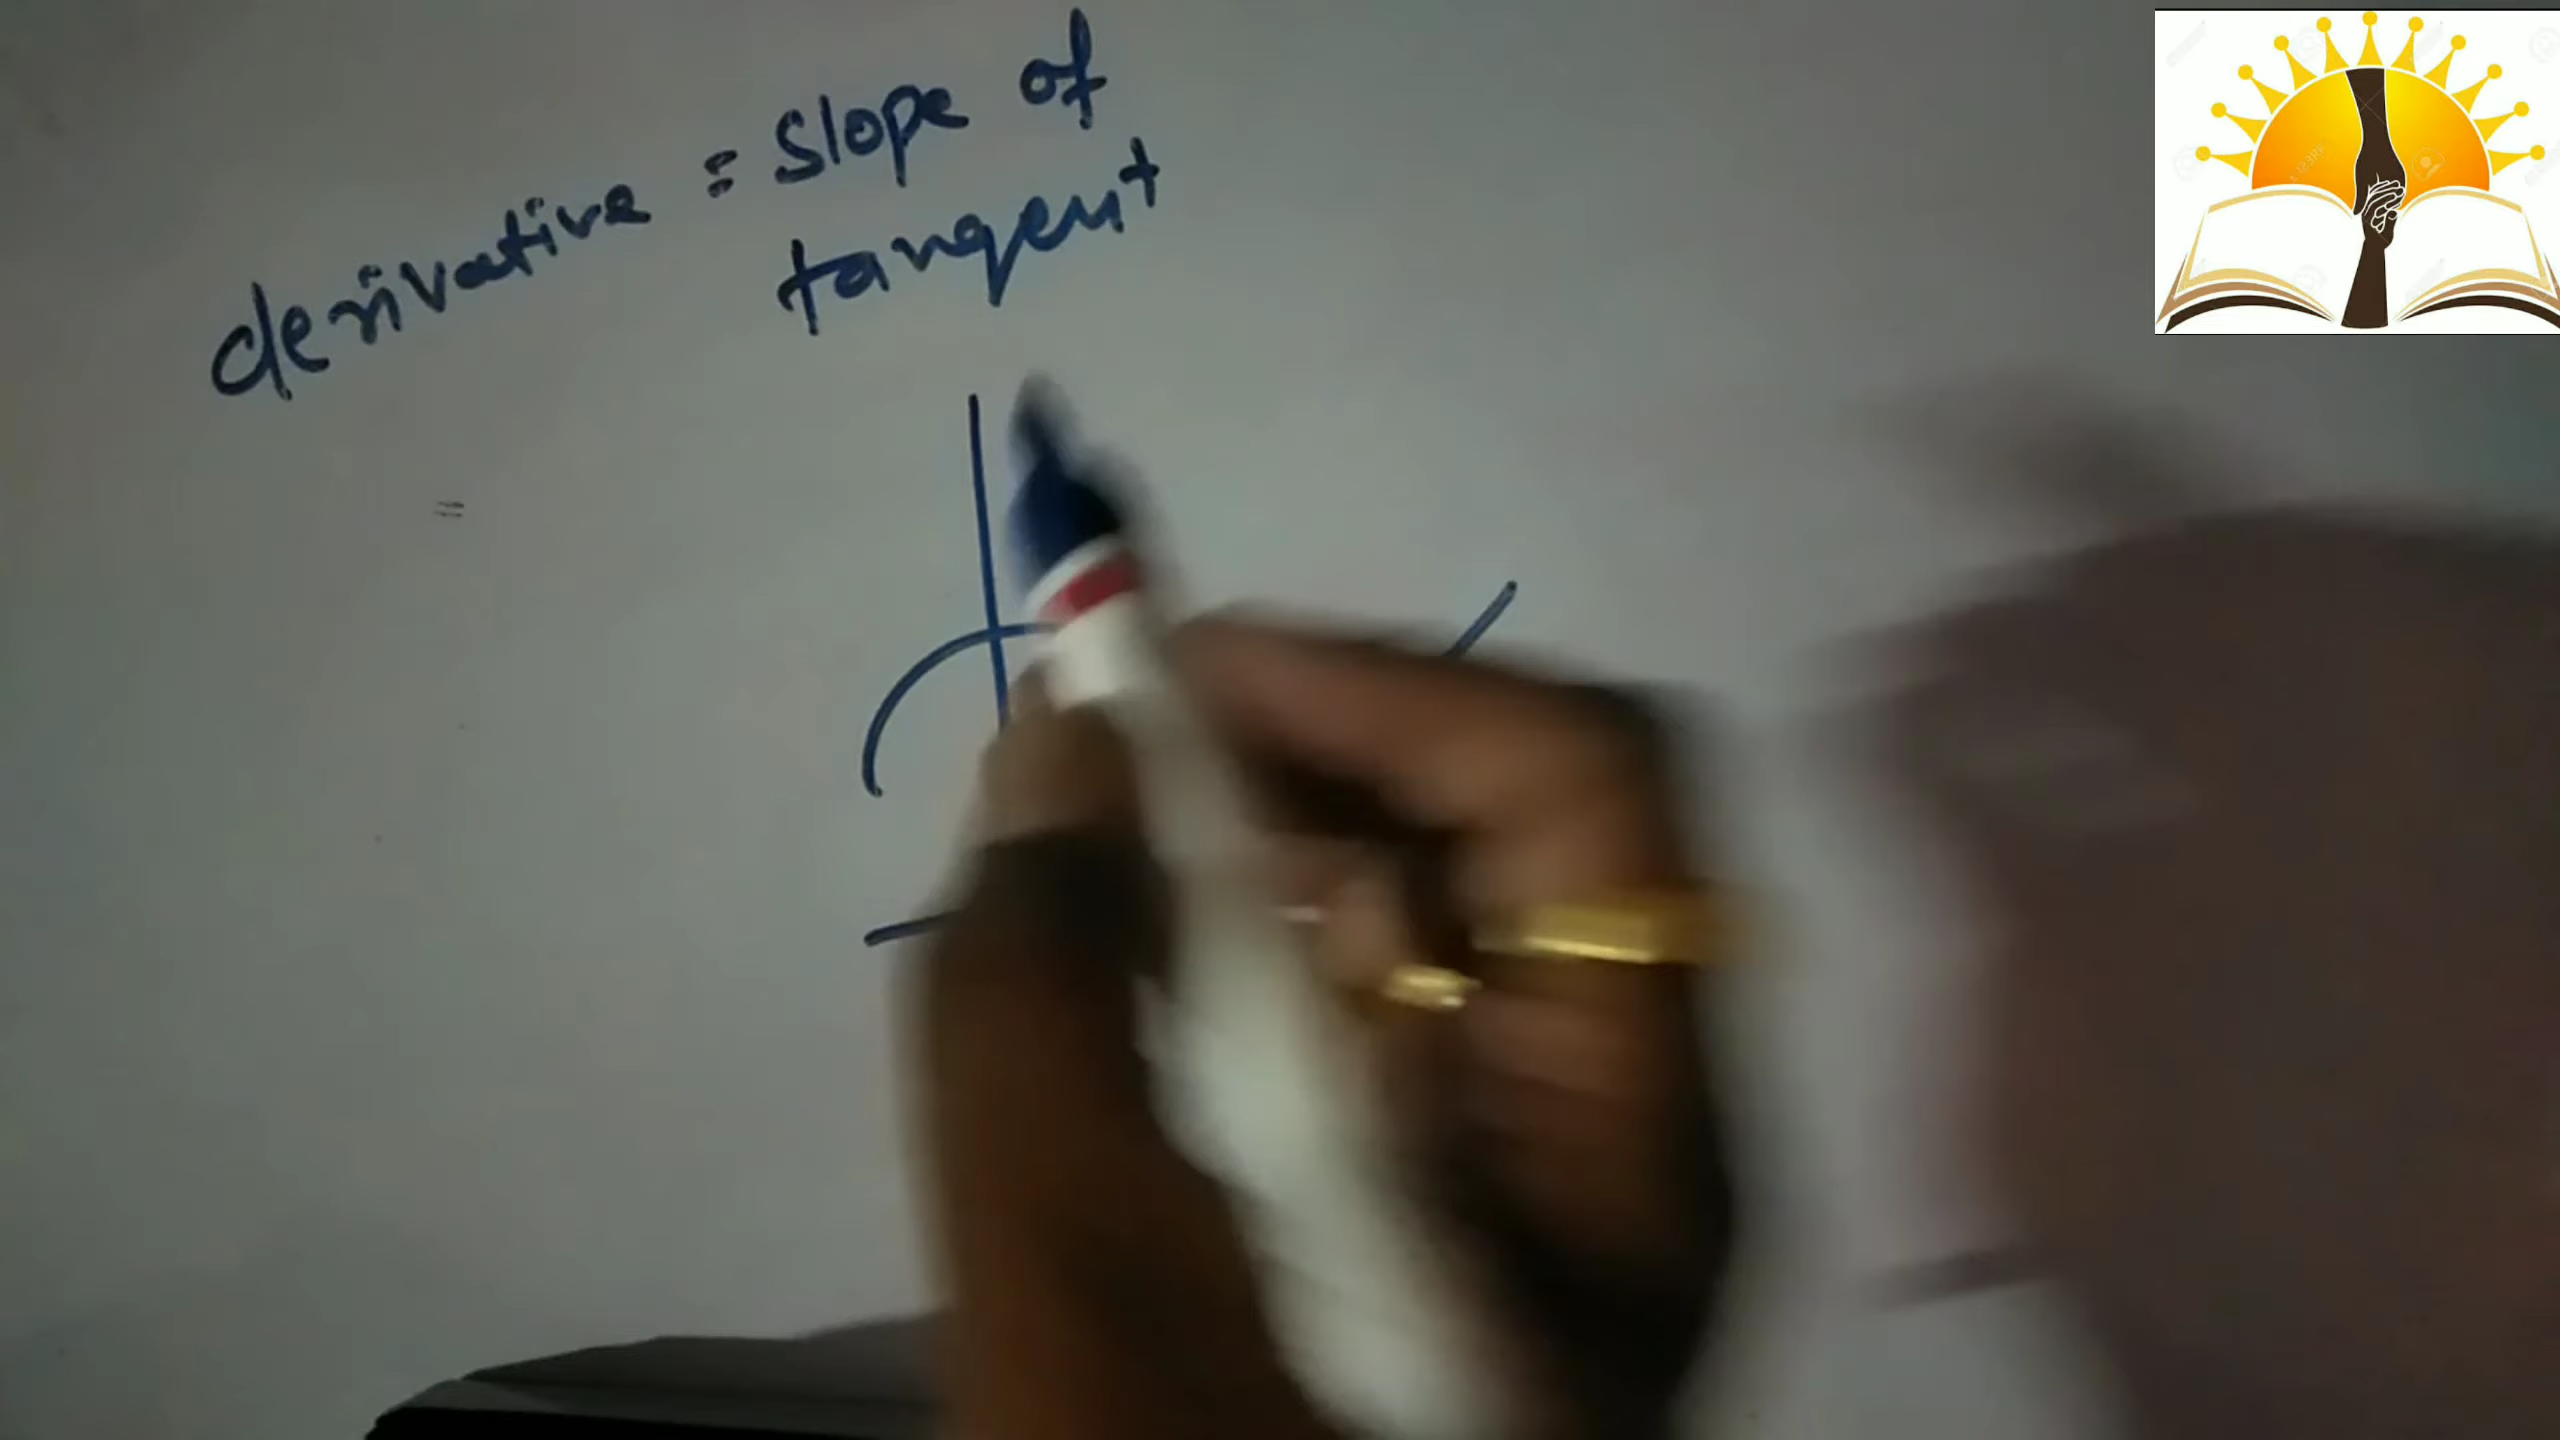 derivative = slope of
tangent
=